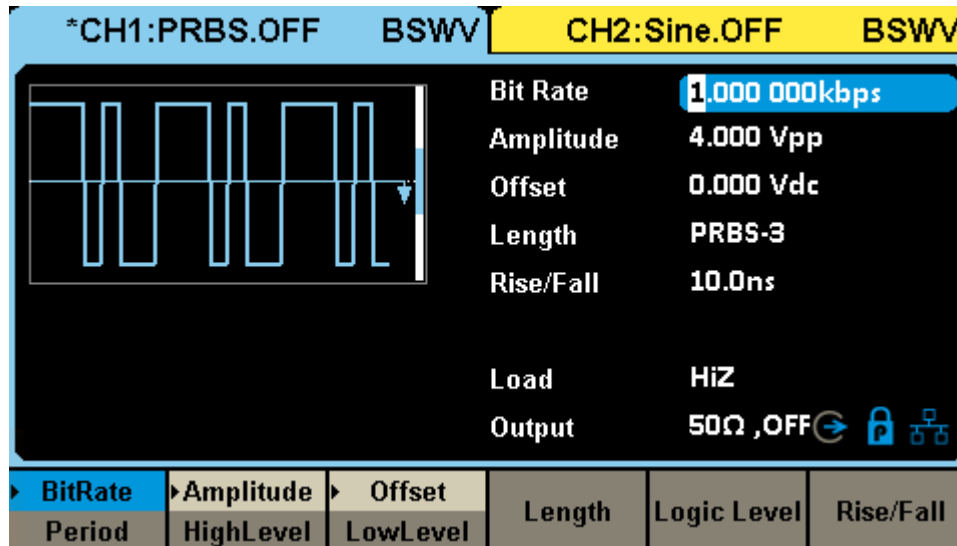 *CH1:PRBS.OFF BSWV CH2:Sine.OFF BSWV
Bit Rate 1.000 000kbps
Amplitude 4.000 Vpp
Offset 0.000 Vdc
Length PRBS-3
Rise/Fall 10.0ns
Load HiZ
Output 50Ω ,OFF P
BitRate Amplitude Offset
Length Logic Level Rise/Fall
Period HighLevel LowLevel